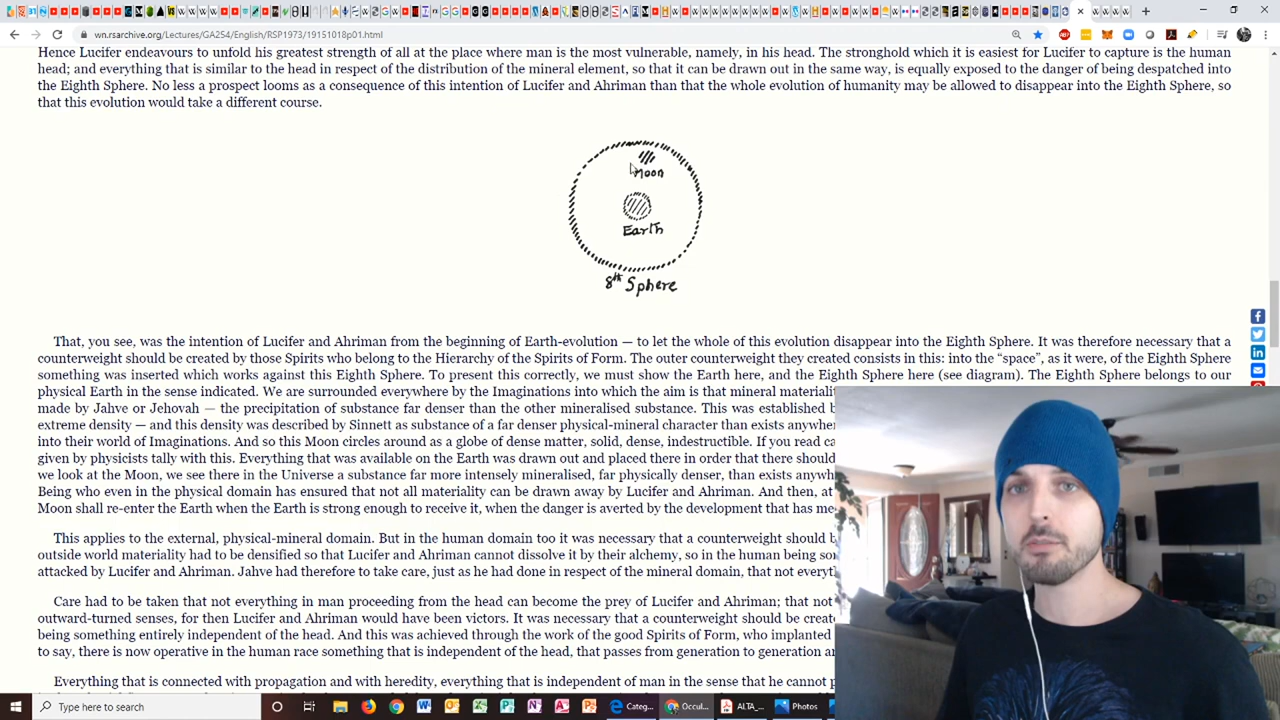 wn.rsarchive.org/Lectures/GA254/English/RSP1973/19151018p01.html
Hence Lucifer endeavours to unfold his greatest strength of all at the place where man is the most vulnerable, namely, in his head. The stronghold which it is easiest for Lucifer to capture is the human
head; and everything that is similar to the head in respect of the distribution of the mineral element, so that it can be drawn out in the same way, is equally exposed to the danger of being despatched into
the Eighth Sphere. No less a prospect looms as a consequence of this intention of Lucifer and Ahriman than that the whole evolution of humanity may be allowed to disappear into the Eighth Sphere, so
that this evolution would take a different course.
Moon
Earth
8th Sphere
That, you see, was the intention of Lucifer and Ahriman from the beginning of Earth-evolution — to let the whole of this evolution disappear into the Eighth Sphere. It was therefore necessary that a
counterweight should be created by those Spirits who belong to the Hierarchy of the Spirits of Form. The outer counterweight they created consists in this: into the “space”, as it were, of the Eighth Sphere
something was inserted which works against this Eighth Sphere. To present this correctly, we must show the Earth here, and the Eighth Sphere here (see diagram). The Eighth Sphere belongs to our
physical Earth in the sense indicated. We are surrounded everywhere by the Imaginations into which the aim is that mineral materiali
made by Jahve or Jehovah — the precipitation of substance far denser than the other mineralised substance. This was established b
extreme density — and this density was described by Sinnett as substance of a far denser physical-mineral character than exists anywher
into their world of Imaginations. And so this Moon circles around as a globe of dense matter, solid, dense, indestructible. If you read ca
given by physicists tally with this. Everything that was available on the Earth was drawn out and placed there in order that there should
we look at the Moon, we see there in the Universe a substance far more intensely mineralised, far physically denser, than exists anywh
Being who even in the physical domain has ensured that not all materiality can be drawn away by Lucifer and Ahriman. And then, at
Moon shall re-enter the Earth when the Earth is strong enough to receive it, when the danger is averted by the development that has me
This applies to the external, physical-mineral domain. But in the human domain too it was necessary that a counterweight should b
outside world materiality had to be densified so that Lucifer and Ahriman cannot dissolve it by their alchemy, so in the human being so
attacked by Lucifer and Ahriman. Jahve had therefore to take care, just as he had done in respect of the mineral domain, that not everyt
Care had to be taken that not everything in man proceeding from the head can become the prey of Lucifer and Ahriman; that not
outward-turned senses, for then Lucifer and Ahriman would have been victors. It was necessary that a counterweight should be creat
being something entirely independent of the head. And this was achieved through the work of the good Spirits of Form, who implanted
to say, there is now operative in the human race something that is independent of the head, that passes from generation to generation a
Everything that is connected with propagation and with heredity, everything that is independent of man in the sense that he cannot p
Type here to search
Categ...
Occul...
ALTA_...
Photos